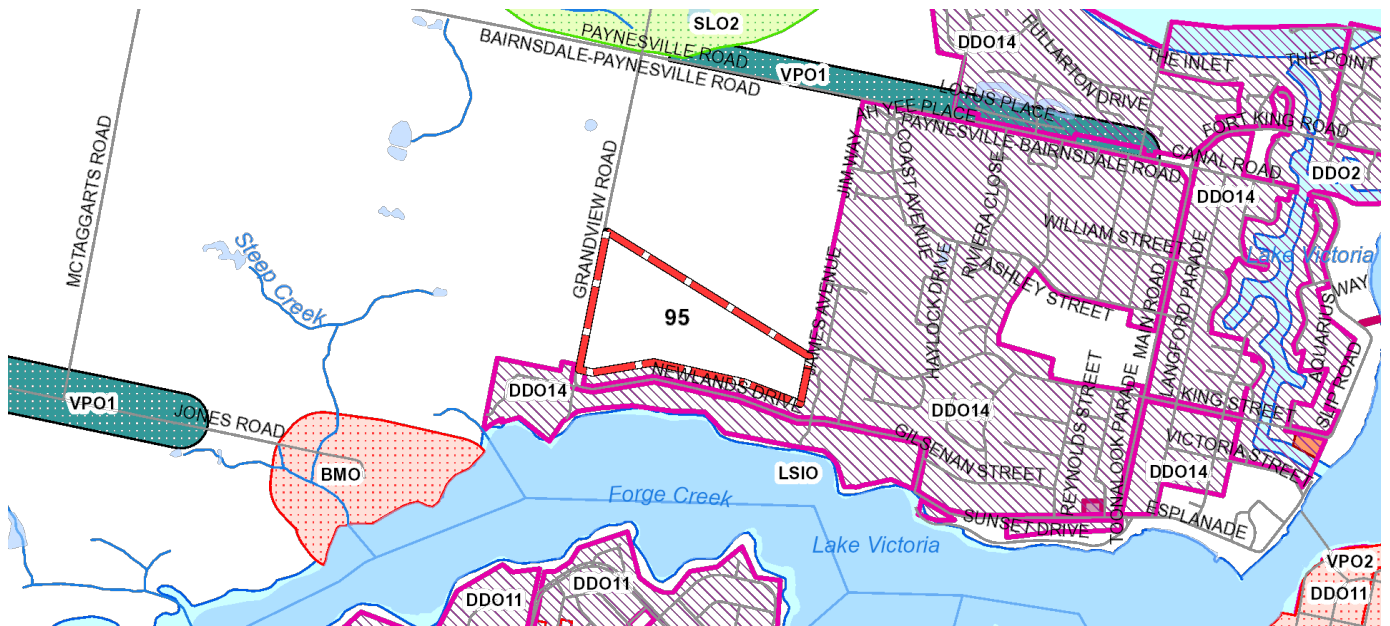 SLO2
PAYNESVILLE ROAD
BAIRNSDALE-PAYNESVILLE ROAD
VPO1
DDO14
FULLARTON DRIVE
THE INLET
THE POINT
LOTUS PLACE
AH YEE PLACE
PAYNESVILLE-BAIRNSDALE ROAD
FORT KING ROAD
CANAL ROAD
DDO2
DDO14
MCTAGGARTS ROAD
GRANDVIEW ROAD
JIM WAY
COAST AVENUE
RIVERA CLOSE
WILLIAM STREET
Lake Victoria
Steep Creek
ASHLEY STREET
HAYLOCK DRIVE
MAIN ROAD
LANGFORD PARADE
AQUARIUS WAY
95
JAMES AVENUE
SLIP ROAD
NEWLANDS DRIVE
DDO14
DDO14
REYNOLDS STREET
TOONALOOK PARADE
KING STREET
VPO1
JONES ROAD
GILSENAN STREET
VICTORIA STREET
DDO14
BMO
LSIO
Forge Creek
SUNSET DRIVE
ESPLANADE
Lake Victoria
VPO2
DDO11
DDO11
DDO11